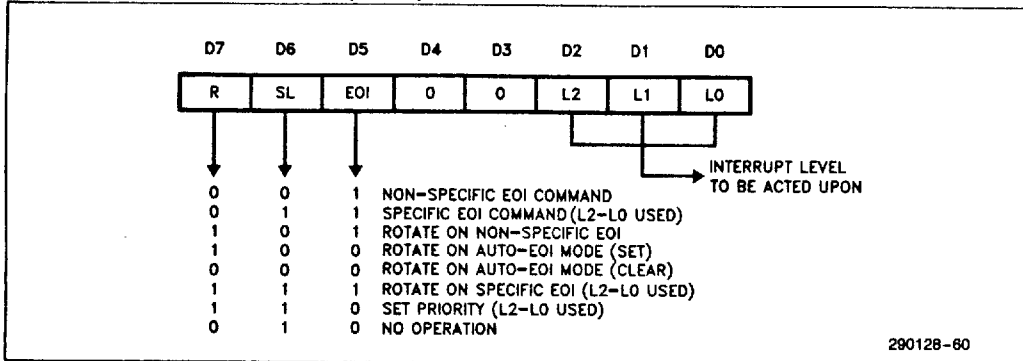 D7 D6 D5 D4 D3 D2 D1 D0
R SL EOI 0 0 L2 L1 L0
INTERRUPT LEVEL
TO BE ACTED UPON
0 0 1 NON-SPECIFIC EOI COMMAND
0 1 1 SPECIFIC EOI COMMAND (L2-L0 USED)
1 0 1 ROTATE ON NON-SPECIFIC EOI
1 0 0 ROTATE ON AUTO-EOI MODE (SET)
0 0 0 ROTATE ON AUTO-EOI MODE (CLEAR)
1 1 1 ROTATE ON SPECIFIC EOI (L2-L0 USED)
1 1 0 SET PRIORITY (L2-L0 USED)
0 1 0 NO OPERATION
290128-60